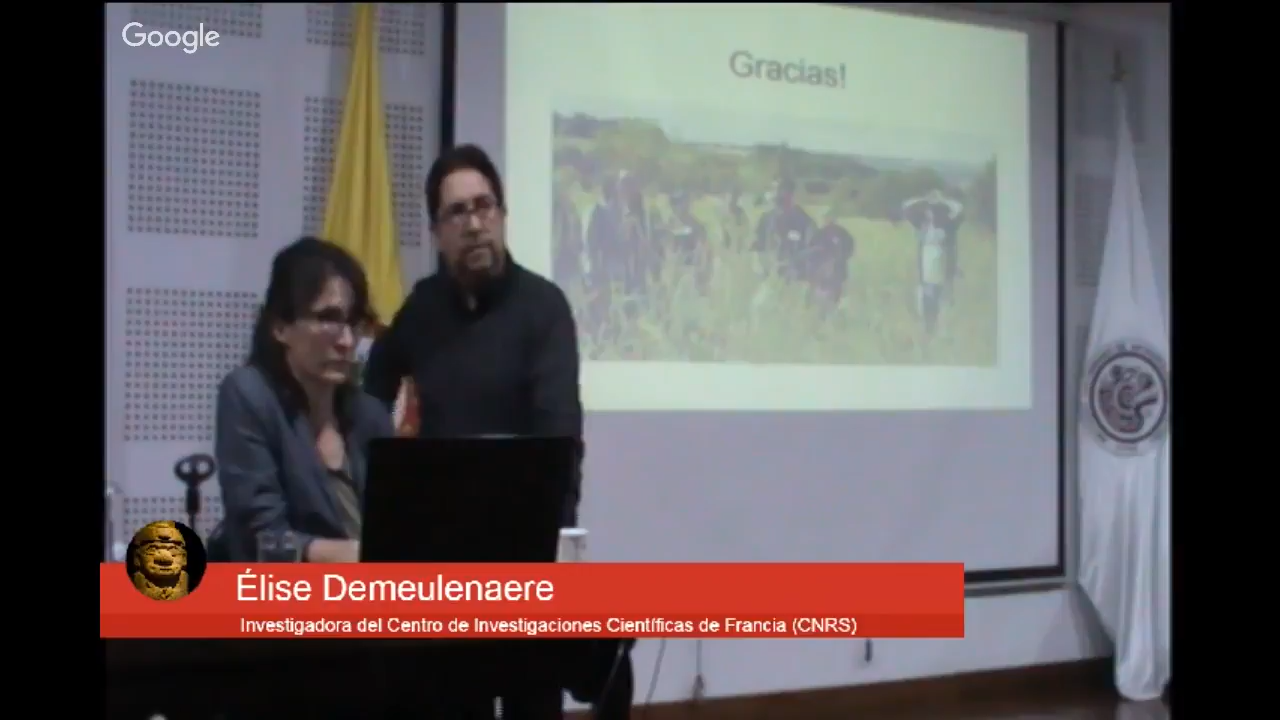 Google
Gracias!
Élise Demeulenaere
Investigadora del Centro de Investigaciones Científicas de Francia (CNRS)